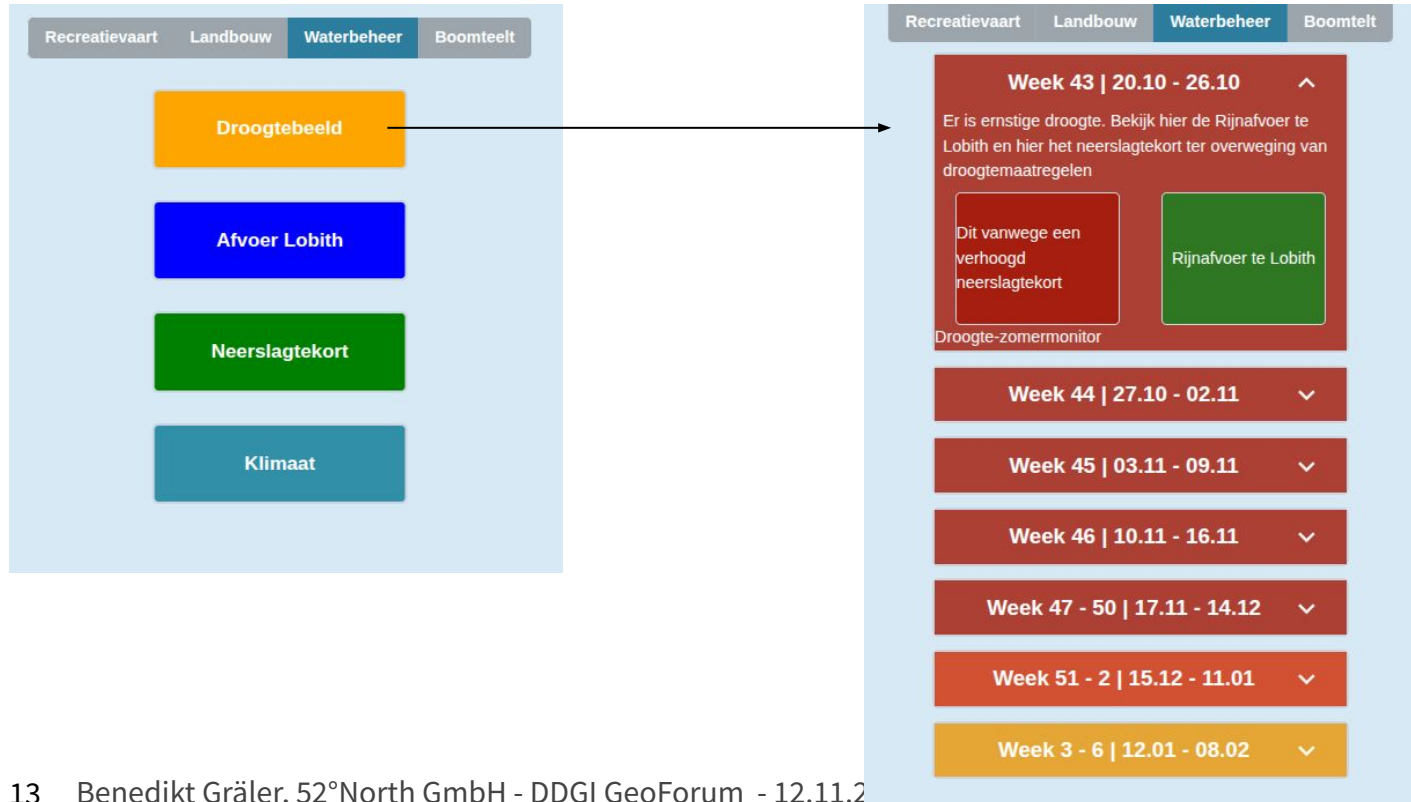 Recreatievaart Landbouw Waterbeheer Boomteelt
Droogtebeeld
Afvoer Lobith
Neerslagtekort
Klimaat
Recreatievaart Landbouw Waterbeheer Boomtelt
Week 43 | 20.10 - 26.10
Er is ernstige droogte. Bekijk hier de Rijnafvoer te
Lobith en hier het neerslagtekort ter overweging van
droogtemaatregelen
Dit vanwege een
verhoogd
neerslagtekort
Rijnafvoer te Lobith
Droogte-zomermonitor
Week 44 | 27.10 - 02.11
Week 45 | 03.11 - 09.11
Week 46 | 10.11 - 16.11
Week 47 - 50 | 17.11 - 14.12
Week 51 - 2 | 15.12 - 11.01
Week 3 - 6 | 12.01 - 08.02
13 Benedikt Gräler, 52°North GmbH - DDGI GeoForum - 12.11.2